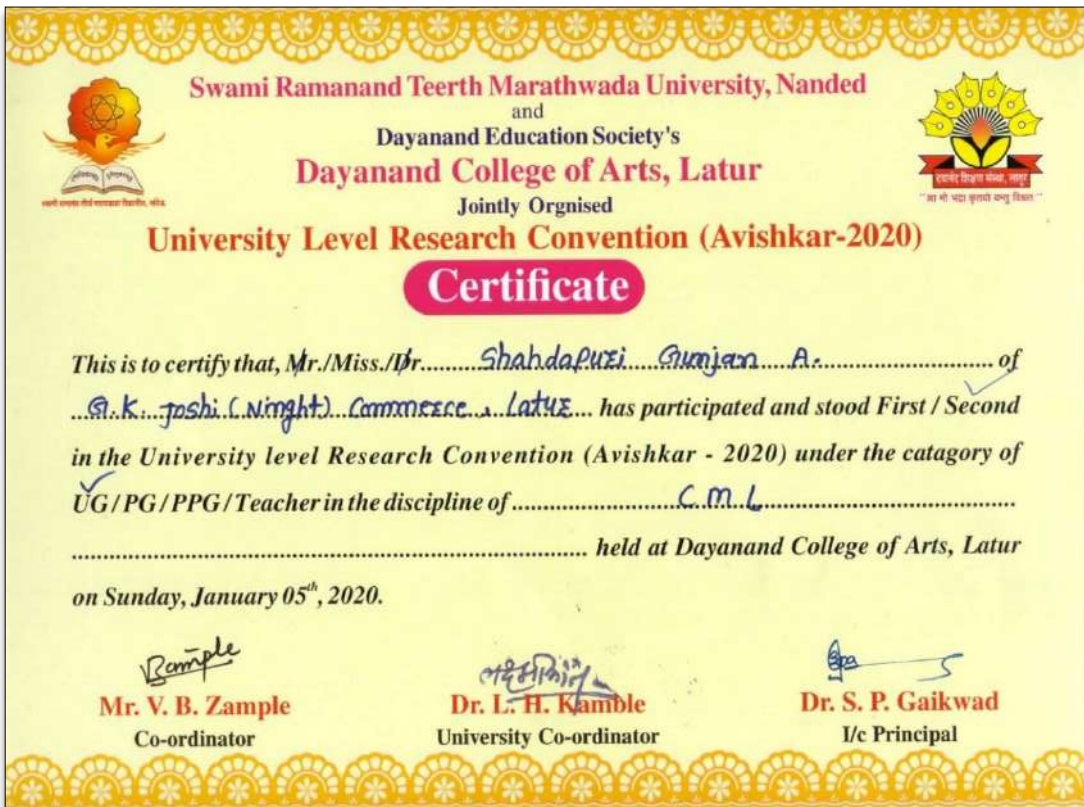 Swami Ramanand Teerth Marathwada University, Nanded
and
Dayanand Education Society's
Dayanand College of Arts, Latur
Jointly Orgnised
University Level Research Convention (Avishkar-2020)
Certificate
दयानंद शिक्षण संस्था, लातूर
This is to certify that, Mr./Miss./Dr. Shahdapuri Gunjan A. of
G.K. Joshi (Ninght) Commerce, Latur has participated and stood First / Second
in the University level Research Convention (Avishkar - 2020) under the catagory of
UG / PG / PPG / Teacher in the discipline of C M L
held at Dayanand College of Arts, Latur
on Sunday, January 05th, 2020.
Mr. V. B. Zample Dr. L. H. Kamble Dr. S. P. Gaikwad
Co-ordinator University Co-ordinator I/c Principal